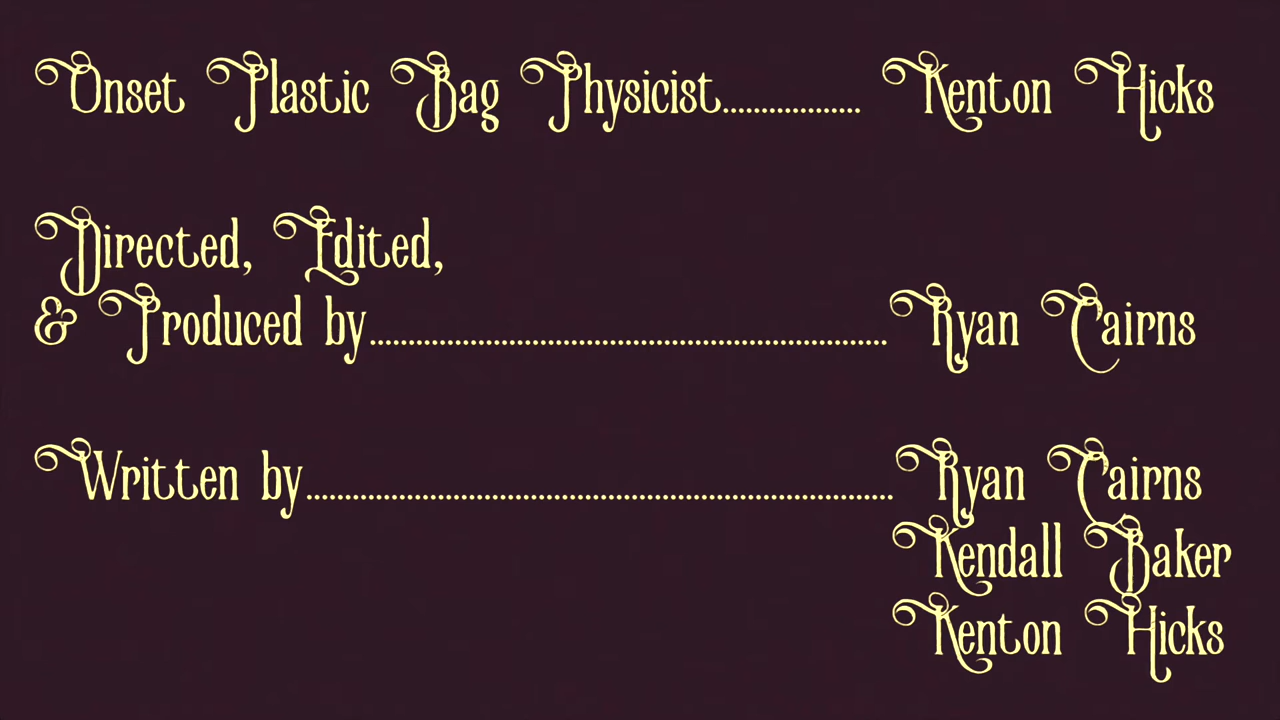 Onset Plastic Bag Physicist.................. Kenton Hicks
Directed, Edited,
& Produced by.................................................................. Ryan Cairns
Written by........................................................................... Ryan Cairns
Kendall Baker
Kenton Hicks